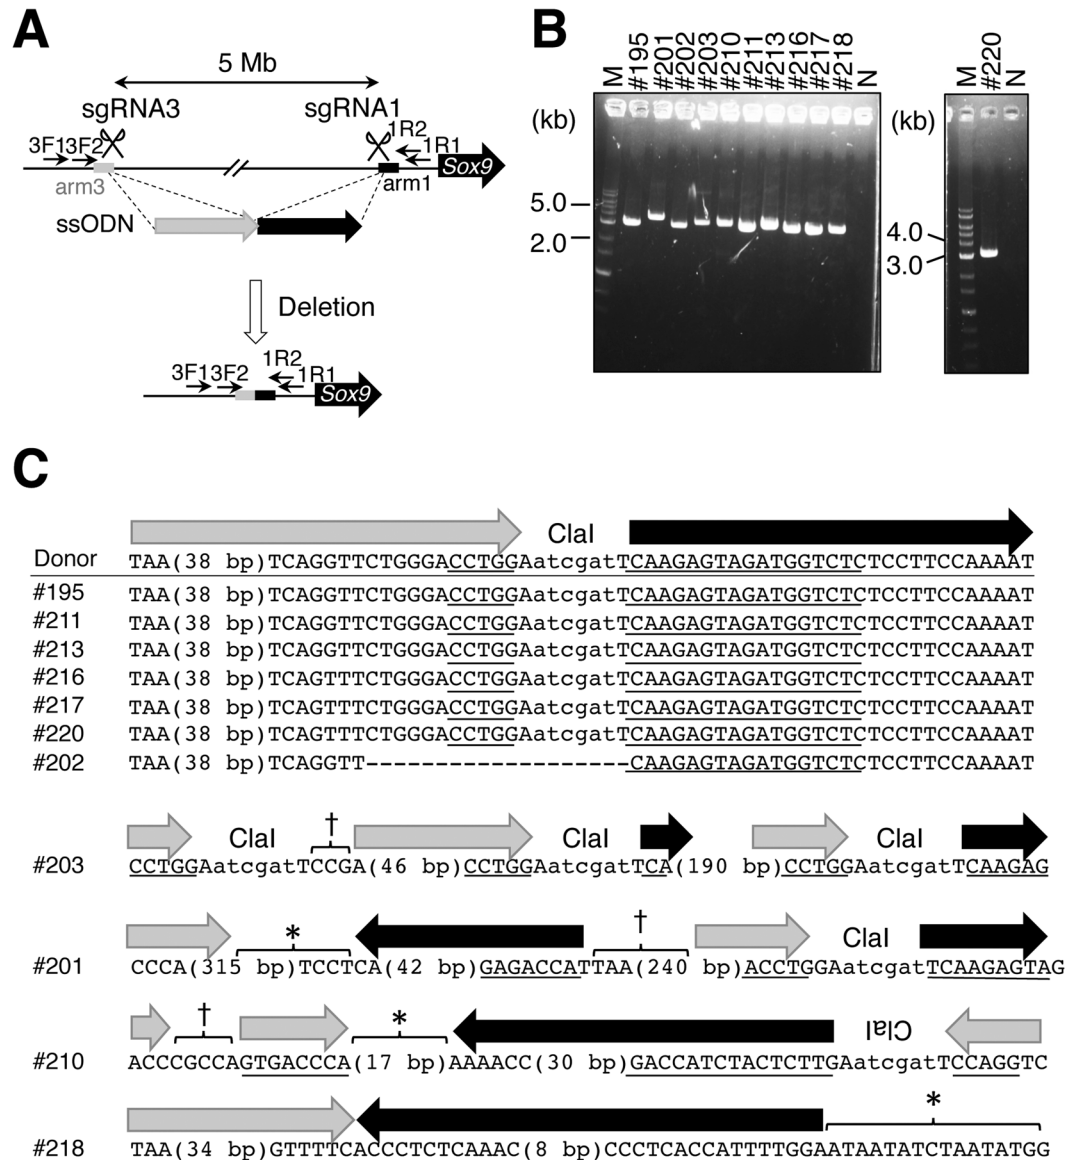 A
5 Mb
sgRNA3 sgRNA1
3F1 3F2 1R2 1R1
Sox9
arm3 arm1
ssODN
Deletion
3F1 3F2 1R2 1R1
Sox9
B
M #195 #201 #202 #203 #210 #211 #213 #216 #217 #218 N
(kb)
5.0
2.0
M #220 N
(kb)
4.0
3.0
C
ClaI
Donor TAA(38 bp)TCAGGTTCTGGGACCTGGAatcgatTCAAGAGTAGATGGTCTCTCCTTCCAAAAT
#195 TAA(38 bp)TCAGGTTCTGGGACCTGGAatcgatTCAAGAGTAGATGGTCTCTCCTTCCAAAAT
#211 TAA(38 bp)TCAGGTTCTGGGACCTGGAatcgatTCAAGAGTAGATGGTCTCTCCTTCCAAAAT
#213 TAA(38 bp)TCAGGTTCTGGGACCTGGAatcgatTCAAGAGTAGATGGTCTCTCCTTCCAAAAT
#216 TAA(38 bp)TCAGTTTCTGGGACCTGGAatcgatTCAAGAGTAGATGGTCTCTCCTTCCAAAAT
#217 TAA(38 bp)TCAGTTTCTGGGACCTGGAatcgatTCAAGAGTAGATGGTCTCTCCTTCCAAAAT
#220 TAA(38 bp)TCAGTTTCTGGGACCTGGAatcgatTCAAGAGTAGATGGTCTCTCCTTCCAAAAT
#202 TAA(38 bp)TCAGGTT----------------CAAGAGTAGATGGTCTCTCCTTCCAAAAT
ClaI † ClaI ClaI
#203 CCTGGAatcgatTCCGA(46 bp)CCTGGAatcgatTCA(190 bp)CCTGGAatcgatTCAAGAG
* † ClaI
#201 CCCA(315 bp)TCCTCA(42 bp)GAGACCATTAA(240 bp)ACCTGGAatcgatTCAAGAGTAG
† * ClaI
#210 ACCCGCCAGTGACCCA(17 bp)AAAACC(30 bp)GACCATCTACTCTTGAatcgatTCCAGGTC
*
#218 TAA(34 bp)GTTTTCACCCTCTCAAAC(8 bp)CCCTCACCATTTTGGAATAATATCTAATATGG